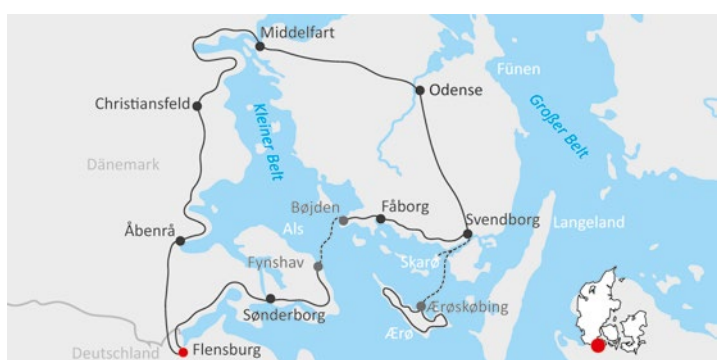 Middelfart
Fünen
Odense
Christiansfeld
Kleiner Belt
Großer Belt
Dänemark
Bøjden
Fåborg
Svendborg
Langeland
Åbenrå
Als
Skarø
Fynshav
Ærøskøbing
Sønderborg
Ærø
Deutschland
Flensburg